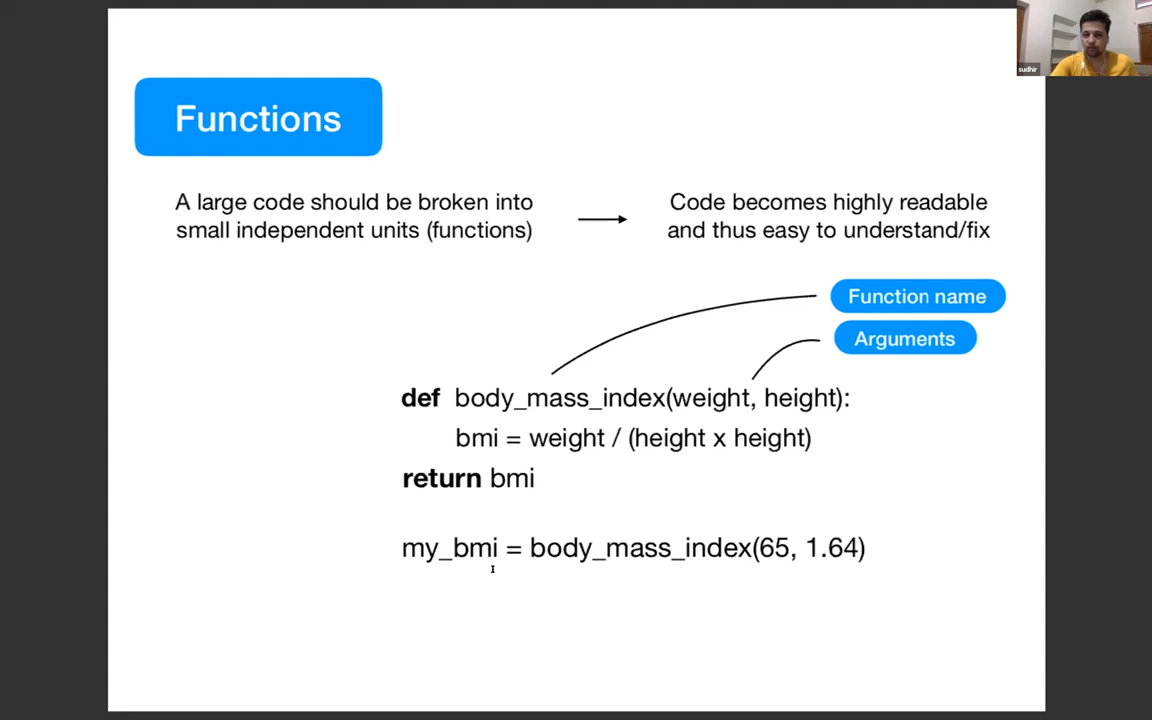 sudhir
Functions
A large code should be broken into
small independent units (functions)
Code becomes highly readable
and thus easy to understand/fix
Function name
Arguments
def body_mass_index(weight, height):
bmi = weight / (height x height)
return bmi
my_bmi = body_mass_index(65, 1.64)